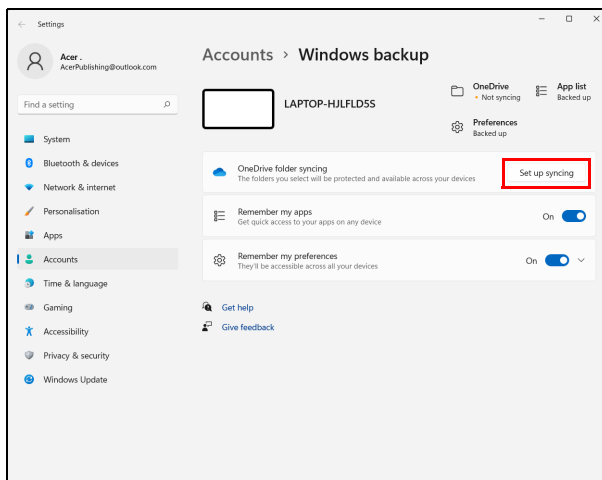 Settings
Acer .
AcerPublishing@outlook.com
Find a setting
System
Bluetooth & devices
Network & internet
Personalisation
Apps
Accounts
Time & language
Gaming
Accessibility
Privacy & security
Windows Update
Accounts > Windows backup
LAPTOP-HJLFLD5S
OneDrive
• Not syncing
App list
Backed up
Preferences
Backed up
OneDrive folder syncing
The folders you select will be protected and available across your devices
Set up syncing
Remember my apps
Get quick access to your apps on any device
On
Remember my preferences
They'll be accessible across all your devices
On
Get help
Give feedback